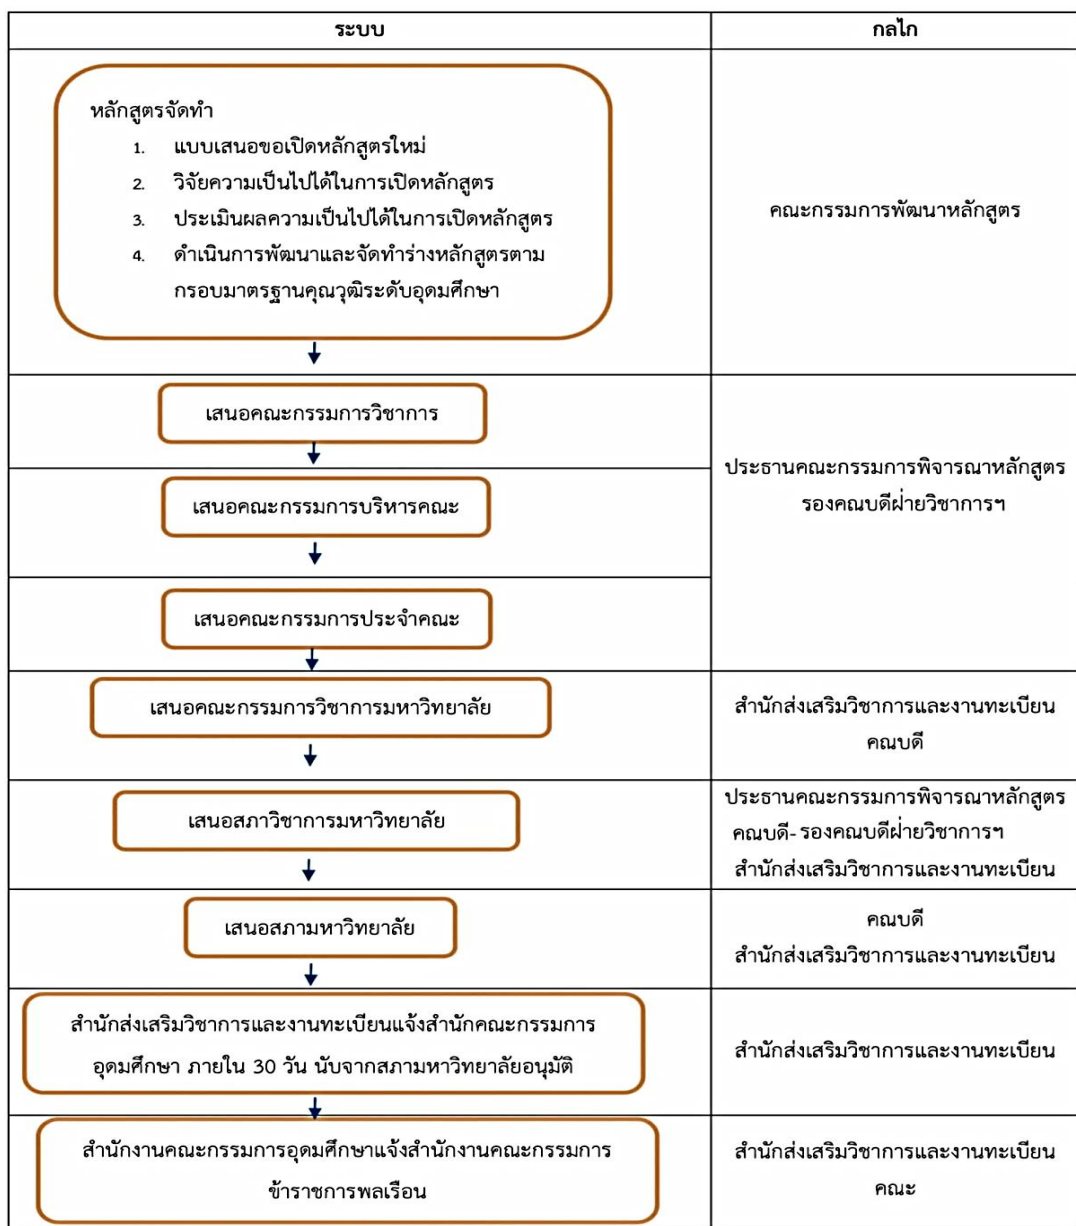 ระบบ
กลไก
หลักสูตรจัดทำ
1. แบบเสนอขอเปิดหลักสูตรใหม่
2. วิจัยความเป็นไปได้ในการเปิดหลักสูตร
3. ประเมินผลความเป็นไปได้ในการเปิดหลักสูตร
4. ดำเนินการพัฒนาและจัดทำร่างหลักสูตรตาม
กรอบมาตรฐานคุณวุฒิระดับอุดมศึกษา
คณะกรรมการพัฒนาหลักสูตร
เสนอคณะกรรมการวิชาการ
เสนอคณะกรรมการบริหารคณะ
เสนอคณะกรรมการประจำคณะ
ประธานคณะกรรมการพิจารณาหลักสูตร
รองคณบดีฝ่ายวิชาการฯ
เสนอคณะกรรมการวิชาการมหาวิทยาลัย
สำนักส่งเสริมวิชาการและงานทะเบียน
คณบดี
เสนอสภาวิชาการมหาวิทยาลัย
ประธานคณะกรรมการพิจารณาหลักสูตร
คณบดี-รองคณบดีฝ่ายวิชาการฯ
สำนักส่งเสริมวิชาการและงานทะเบียน
เสนอสภามหาวิทยาลัย
คณบดี
สำนักส่งเสริมวิชาการและงานทะเบียน
สำนักส่งเสริมวิชาการและงานทะเบียนแจ้งสำนักคณะกรรมการ
อุดมศึกษา ภายใน 30 วัน นับจากสภามหาวิทยาลัยอนุมัติ
สำนักส่งเสริมวิชาการและงานทะเบียน
สำนักงานคณะกรรมการอุดมศึกษาแจ้งสำนักงานคณะกรรมการ
ข้าราชการพลเรือน
สำนักส่งเสริมวิชาการและงานทะเบียน
คณะ